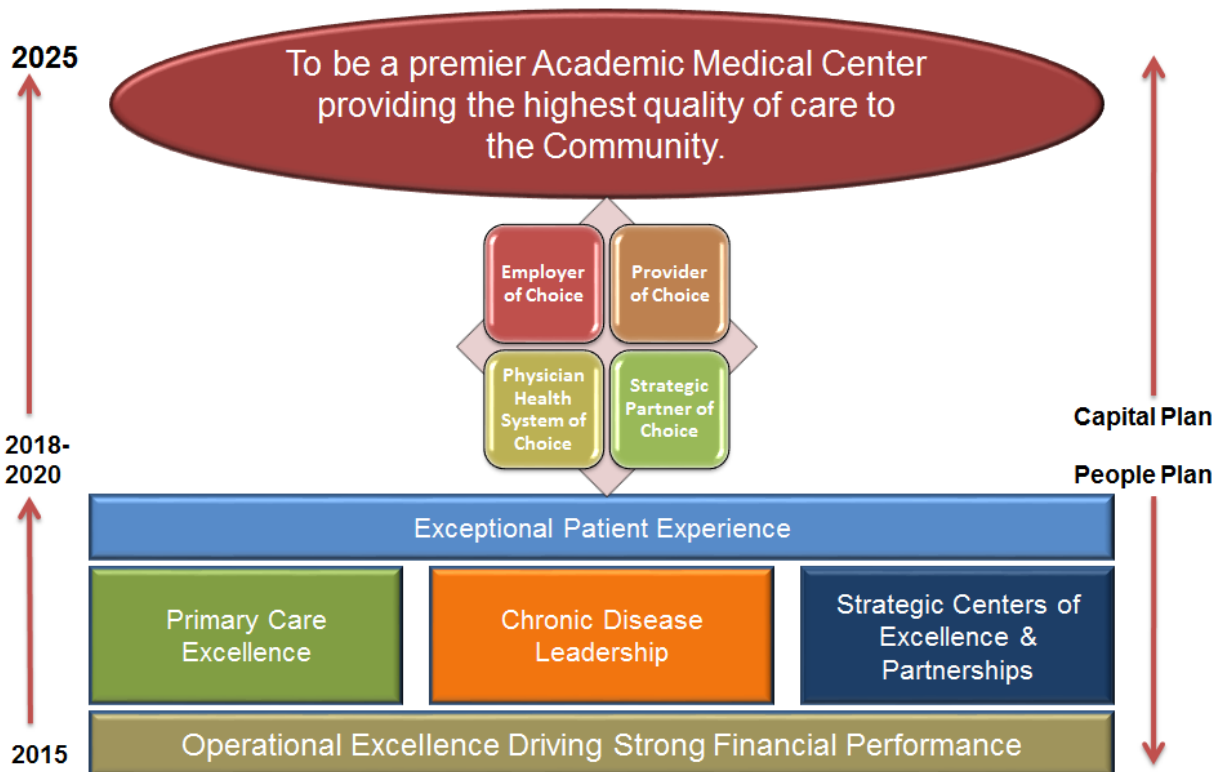 2025
To be a premier Academic Medical Center
providing the highest quality of care to
the Community.
Employer
of Choice
Provider
of Choice
Physician
Health
System of
Choice
Strategic
Partner of
Choice
Capital Plan
2018-
2020
People Plan
Exceptional Patient Experience
Primary Care
Excellence
Chronic Disease
Leadership
Strategic Centers of
Excellence &
Partnerships
2015
Operational Excellence Driving Strong Financial Performance